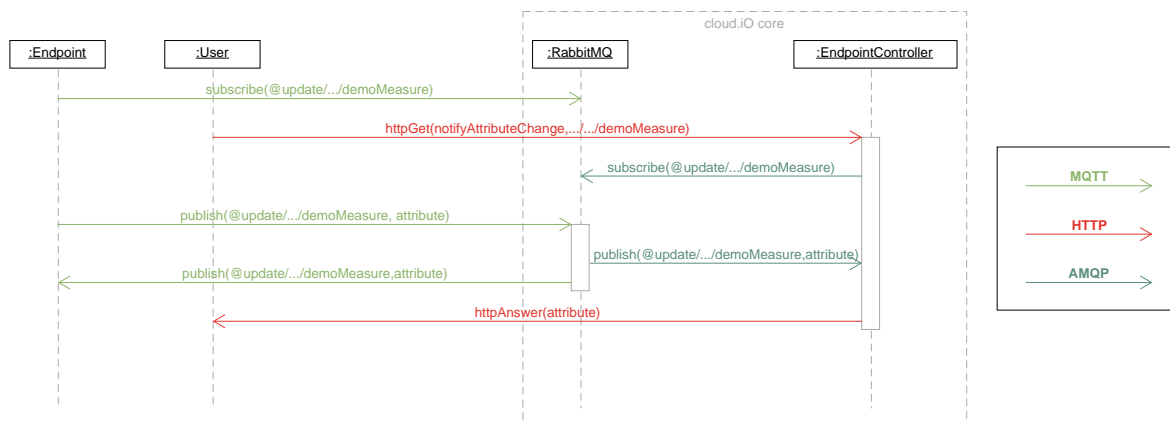 cloud.iO core
:Endpoint
:User
:RabbitMQ
:EndpointController
subscribe(@update/.../demoMeasure)
httpGet(notifyAttributeChange,.../.../demoMeasure)
subscribe(@update/.../demoMeasure)
publish(@update/.../demoMeasure, attribute)
publish(@update/.../demoMeasure,attribute)
publish(@update/.../demoMeasure,attribute)
httpAnswer(attribute)
MQTT
HTTP
AMQP